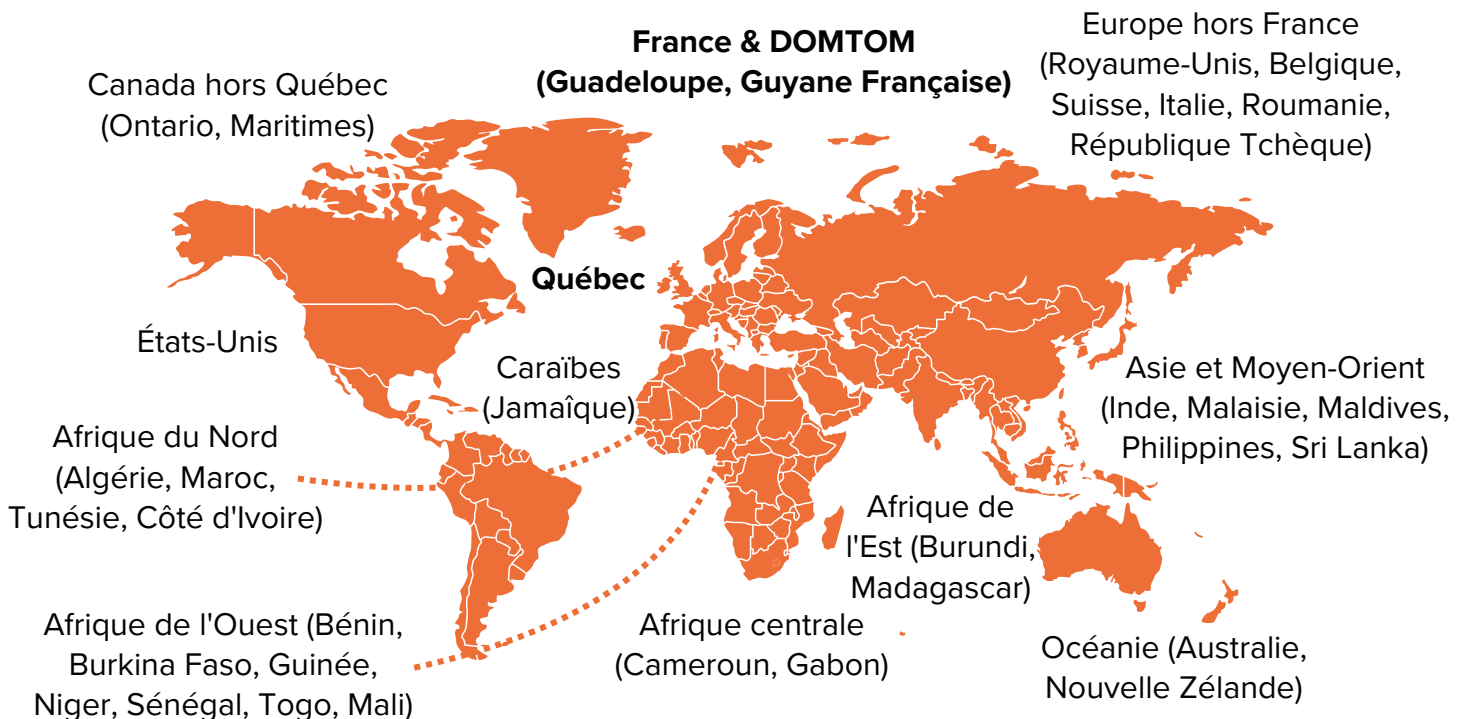 Canada hors Québec
(Ontario, Maritimes)
France & DOMTOM
(Guadeloupe, Guyane Française)
Europe hors France
(Royaume-Unis, Belgique,
Suisse, Italie, Roumanie,
République Tchèque)
Québec
États-Unis
Caraïbes
(Jamaîque)
Asie et Moyen-Orient
(Inde, Malaisie, Maldives,
Philippines, Sri Lanka)
Afrique du Nord
(Algérie, Maroc,
Tunésie, Côté d'Ivoire)
Afrique de
l'Est (Burundi,
Madagascar)
Afrique de l'Ouest (Bénin,
Burkina Faso, Guinée,
Niger, Sénégal, Togo, Mali)
Afrique centrale
(Cameroun, Gabon)
Océanie (Australie,
Nouvelle Zélande)